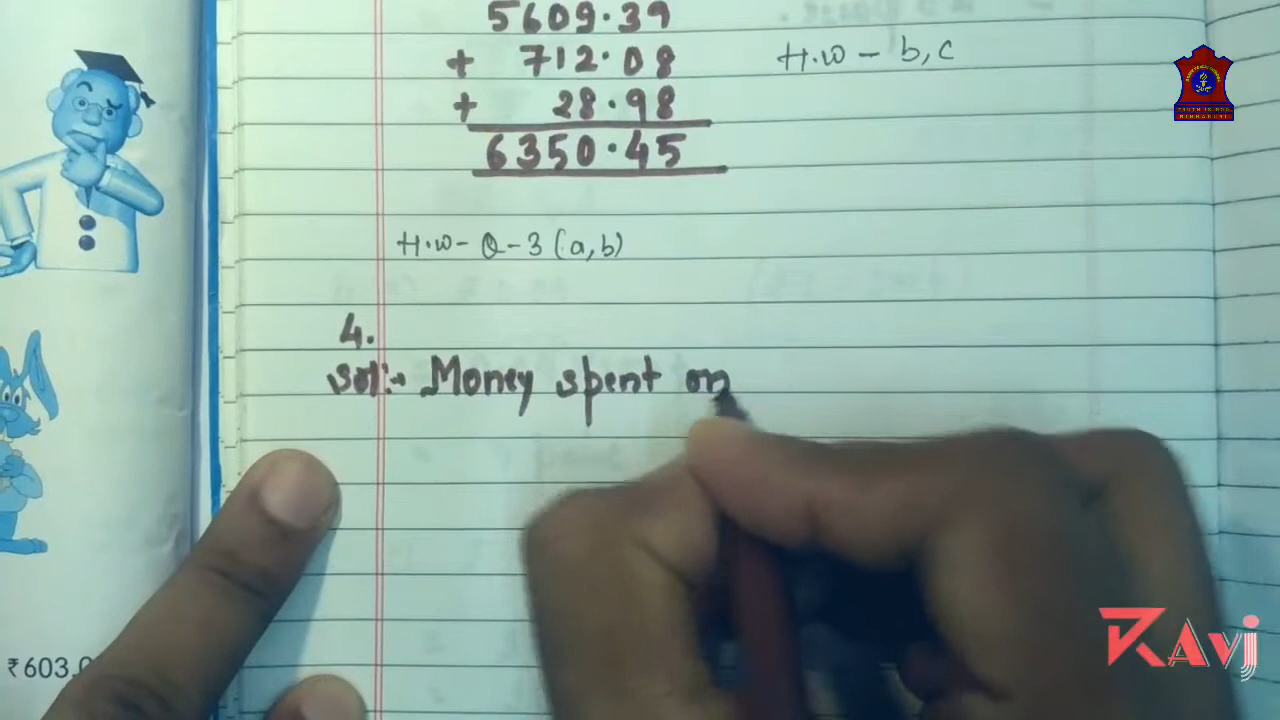 5609.39
+ 712.08
+ 28.98
6350.45
H.W - b,c
H.W - Q-3 (a,b)
4.
Sol:- Money spent on
₹603.0
RAvj